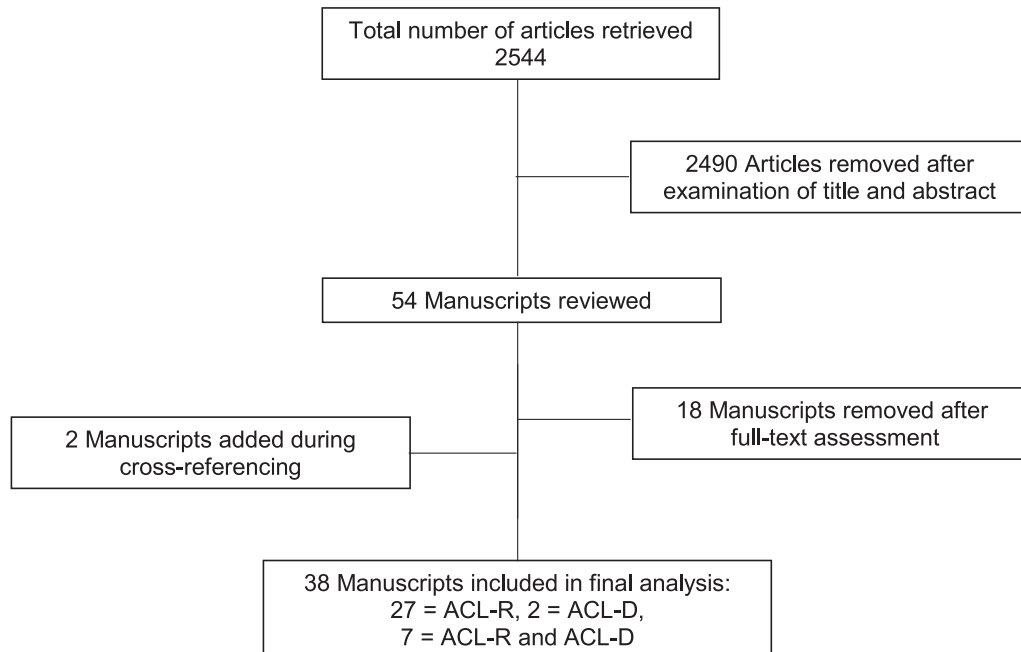 Total number of articles retrieved
2544
2490 Articles removed after
examination of title and abstract
54 Manuscripts reviewed
18 Manuscripts removed after
full-text assessment
2 Manuscripts added during
cross-referencing
38 Manuscripts included in final analysis:
27 = ACL-R, 2 = ACL-D,
7 = ACL-R and ACL-D